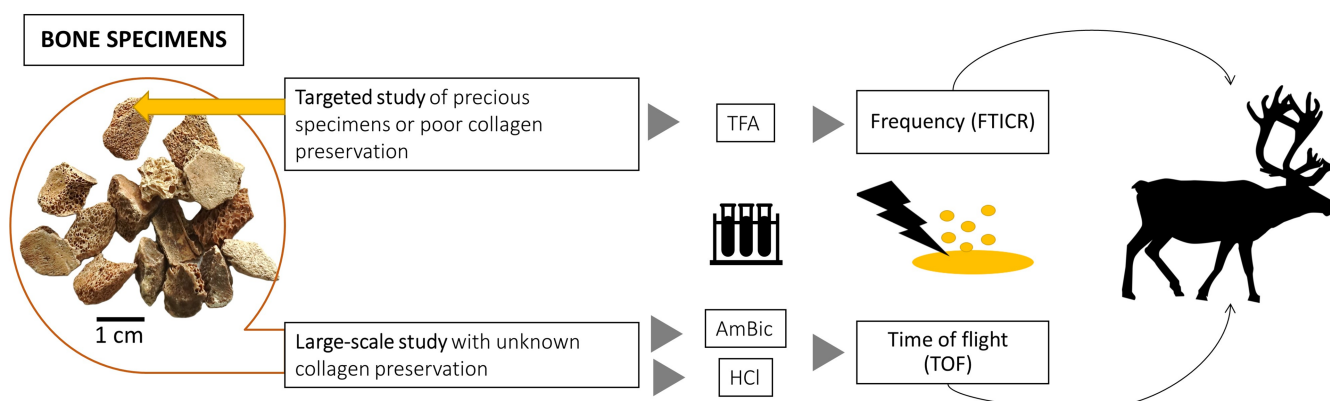 BONE SPECIMENS
Targeted study of precious
specimens or poor collagen
preservation
TFA
Frequency (FTICR)
1 cm
Large-scale study with unknown
collagen preservation
AmBic
HCl
Time of flight
(TOF)